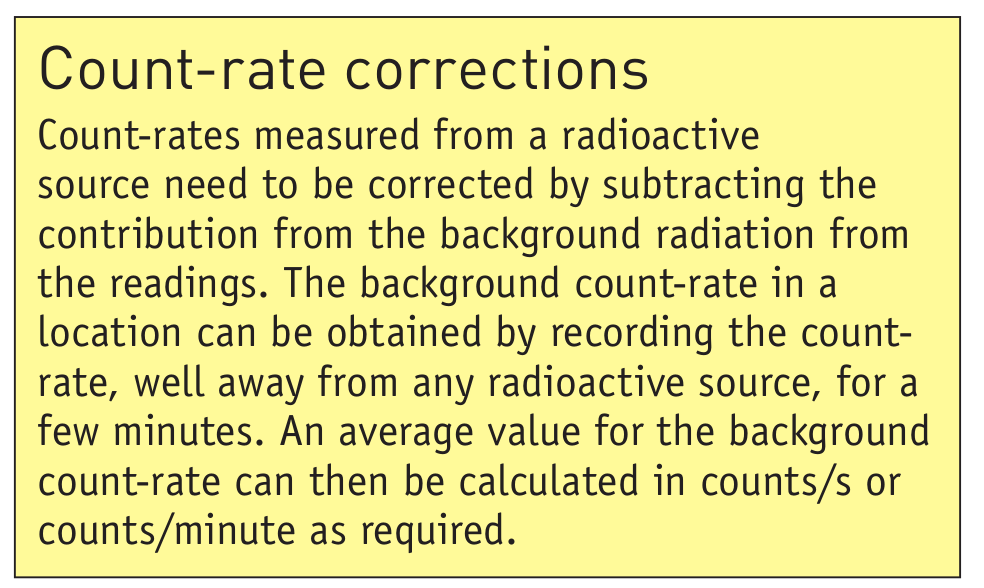 Count-rate corrections
Count-rates measured from a radioactive
source need to be corrected by subtracting the
contribution from the background radiation from
the readings. The background count-rate in a
location can be obtained by recording the count-
rate, well away from any radioactive source, for a
few minutes. An average value for the background
count-rate can then be calculated in counts/s or
counts/minute as required.